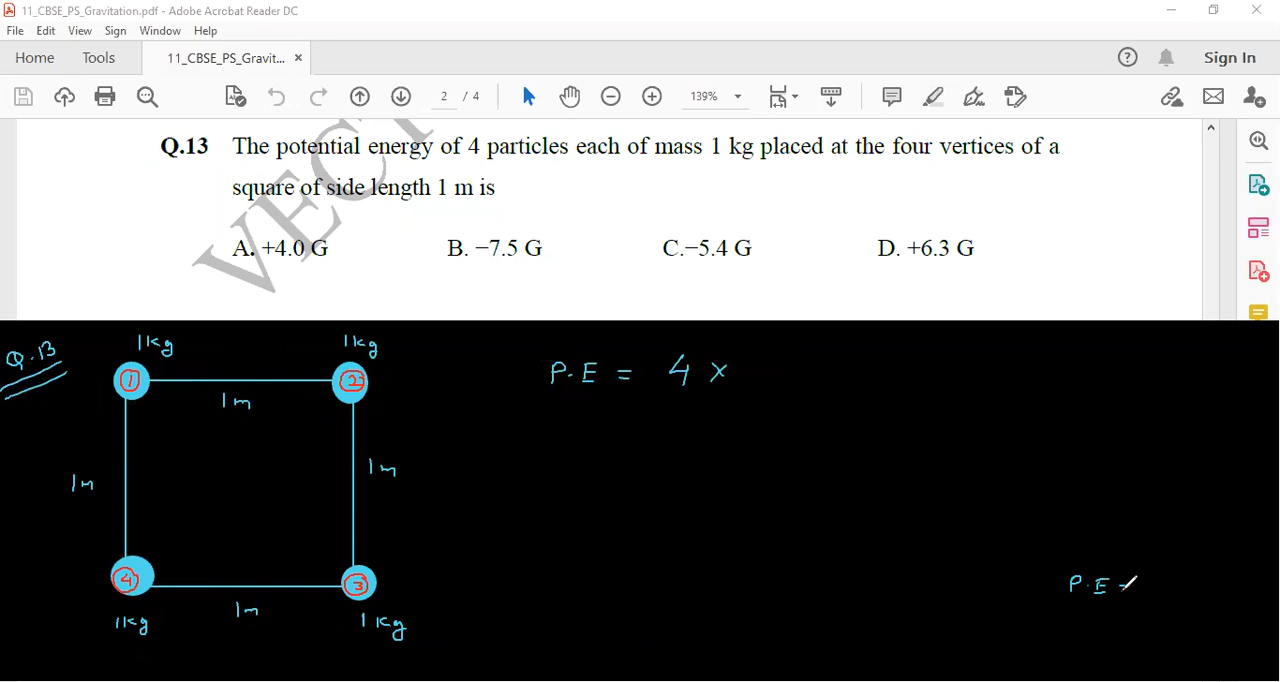 11_CBSE_PS_Gravitation.pdf - Adobe Acrobat Reader DC
File Edit View Sign Window Help
Home Tools 11_CBSE_PS_Gravit... × Sign In
2 / 4 139%
Q.13 The potential energy of 4 particles each of mass 1 kg placed at the four vertices of a
square of side length 1 m is
A. +4.0 G B. −7.5 G C.−5.4 G D. +6.3 G
VECT
Q.13
1kg 1kg
① ②
1m
P.E = 4 ×
1m 1m
④ ③
1m
1kg 1kg
P.E =